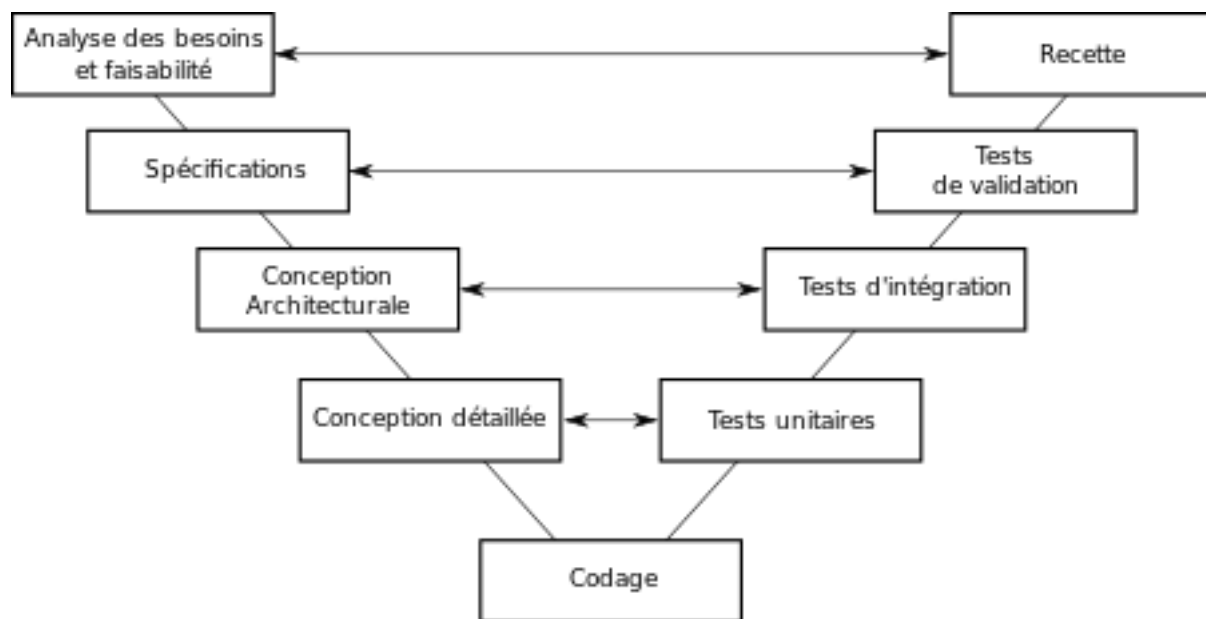 Analyse des besoins
et faisabilité
Recette
Spécifications
Tests
de validation
Conception
Architecturale
Tests d'intégration
Conception détaillée
Tests unitaires
Codage